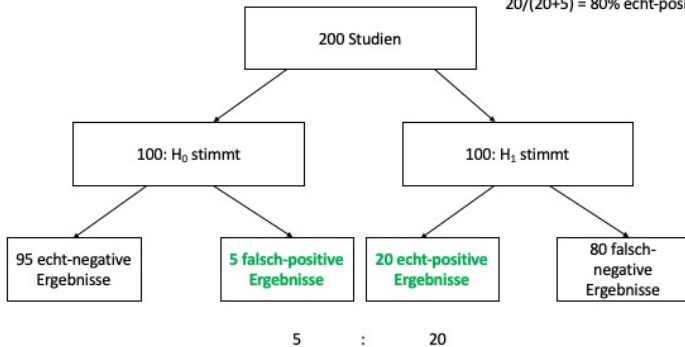 20/(20+5) = 80% echt-posi
200 Studien
100: H₀ stimmt
100: H₁ stimmt
95 echt-negative
Ergebnisse
5 falsch-positive
Ergebnisse
20 echt-positive
Ergebnisse
80 falsch-
negative
Ergebnisse
5 : 20